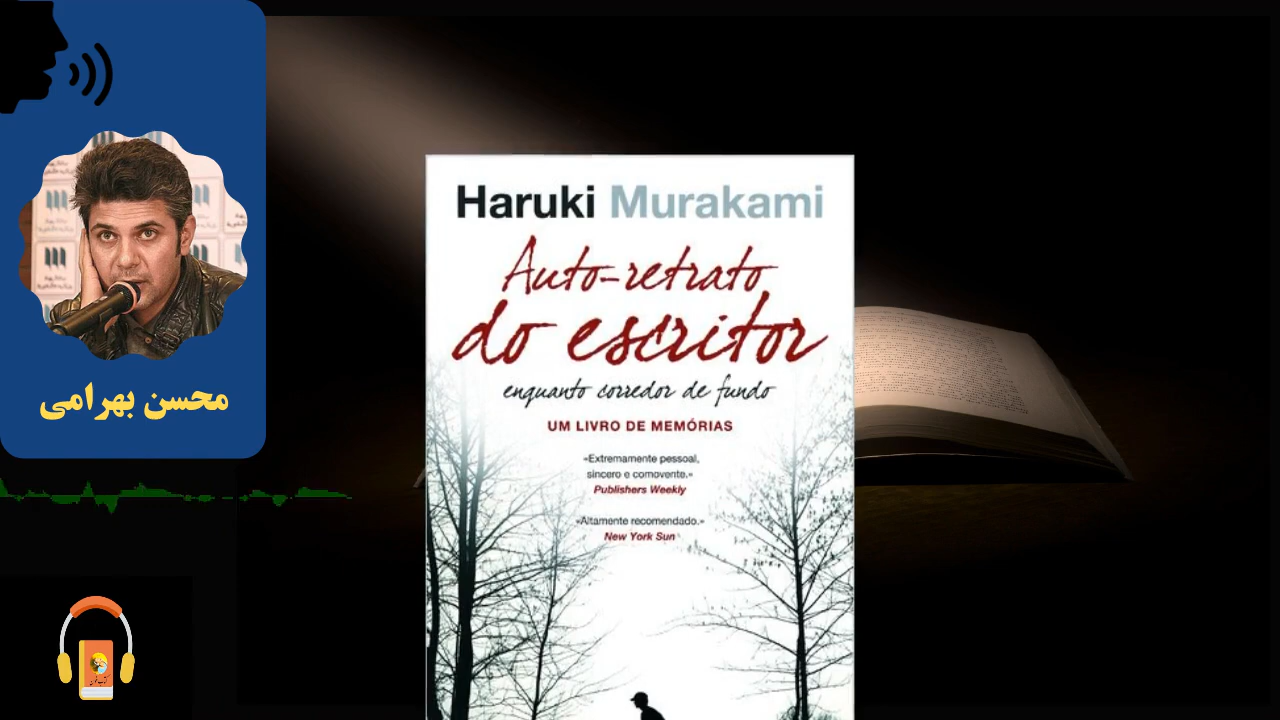 محسن بهرامی
Haruki Murakami
Auto-retrato
do escritor
enquanto corredor de fundo
UM LIVRO DE MEMÓRIAS
«Extremamente pessoal,
sincero e comovente.»
Publishers Weekly
«Altamente recomendado.»
New York Sun